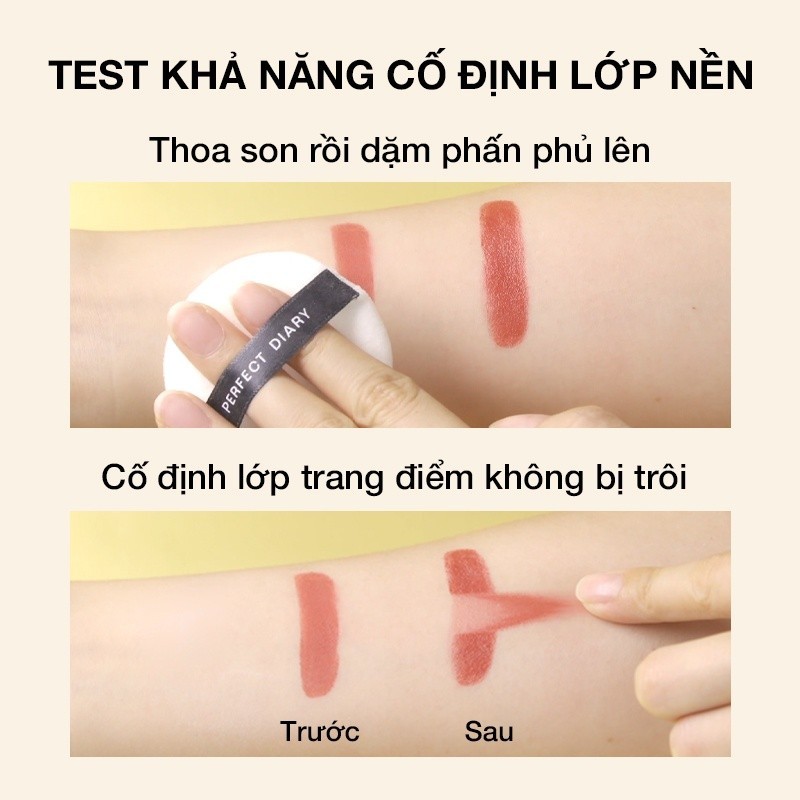 TEST KHẢ NĂNG CỐ ĐỊNH LỚP NỀN
Thoa son rồi dặm phấn phủ lên
PERFECT DIARY
Cố định lớp trang điểm không bị trôi
Trước
Sau